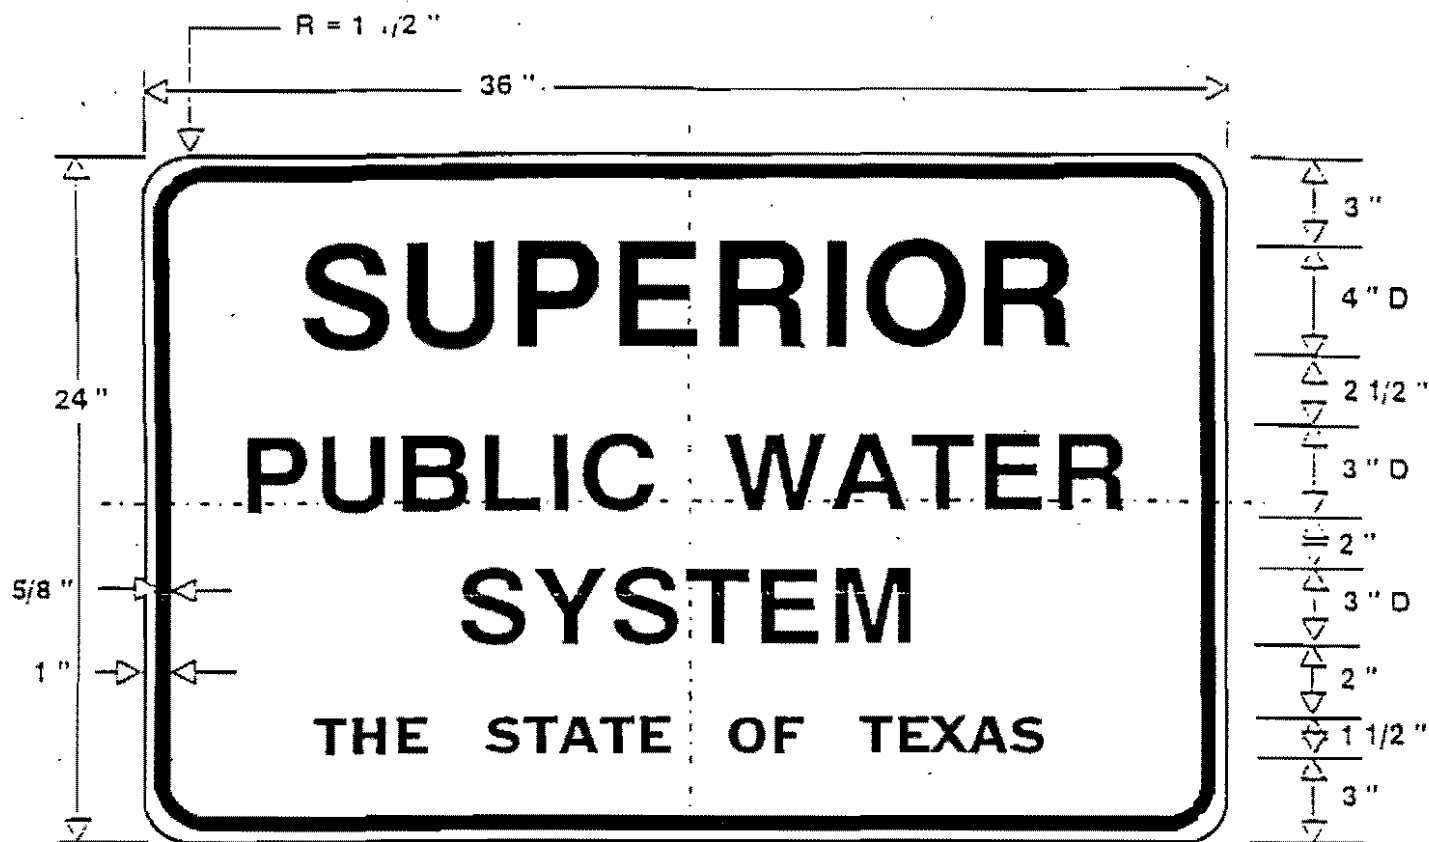 R = 1 1/2 "
36 "
24 "
5/8 "
1 "
SUPERIOR
PUBLIC WATER
SYSTEM
THE STATE OF TEXAS
3 "
4 " D
2 1/2 "
3 " D
2 "
3 " D
2 "
1 1/2 "
3 "